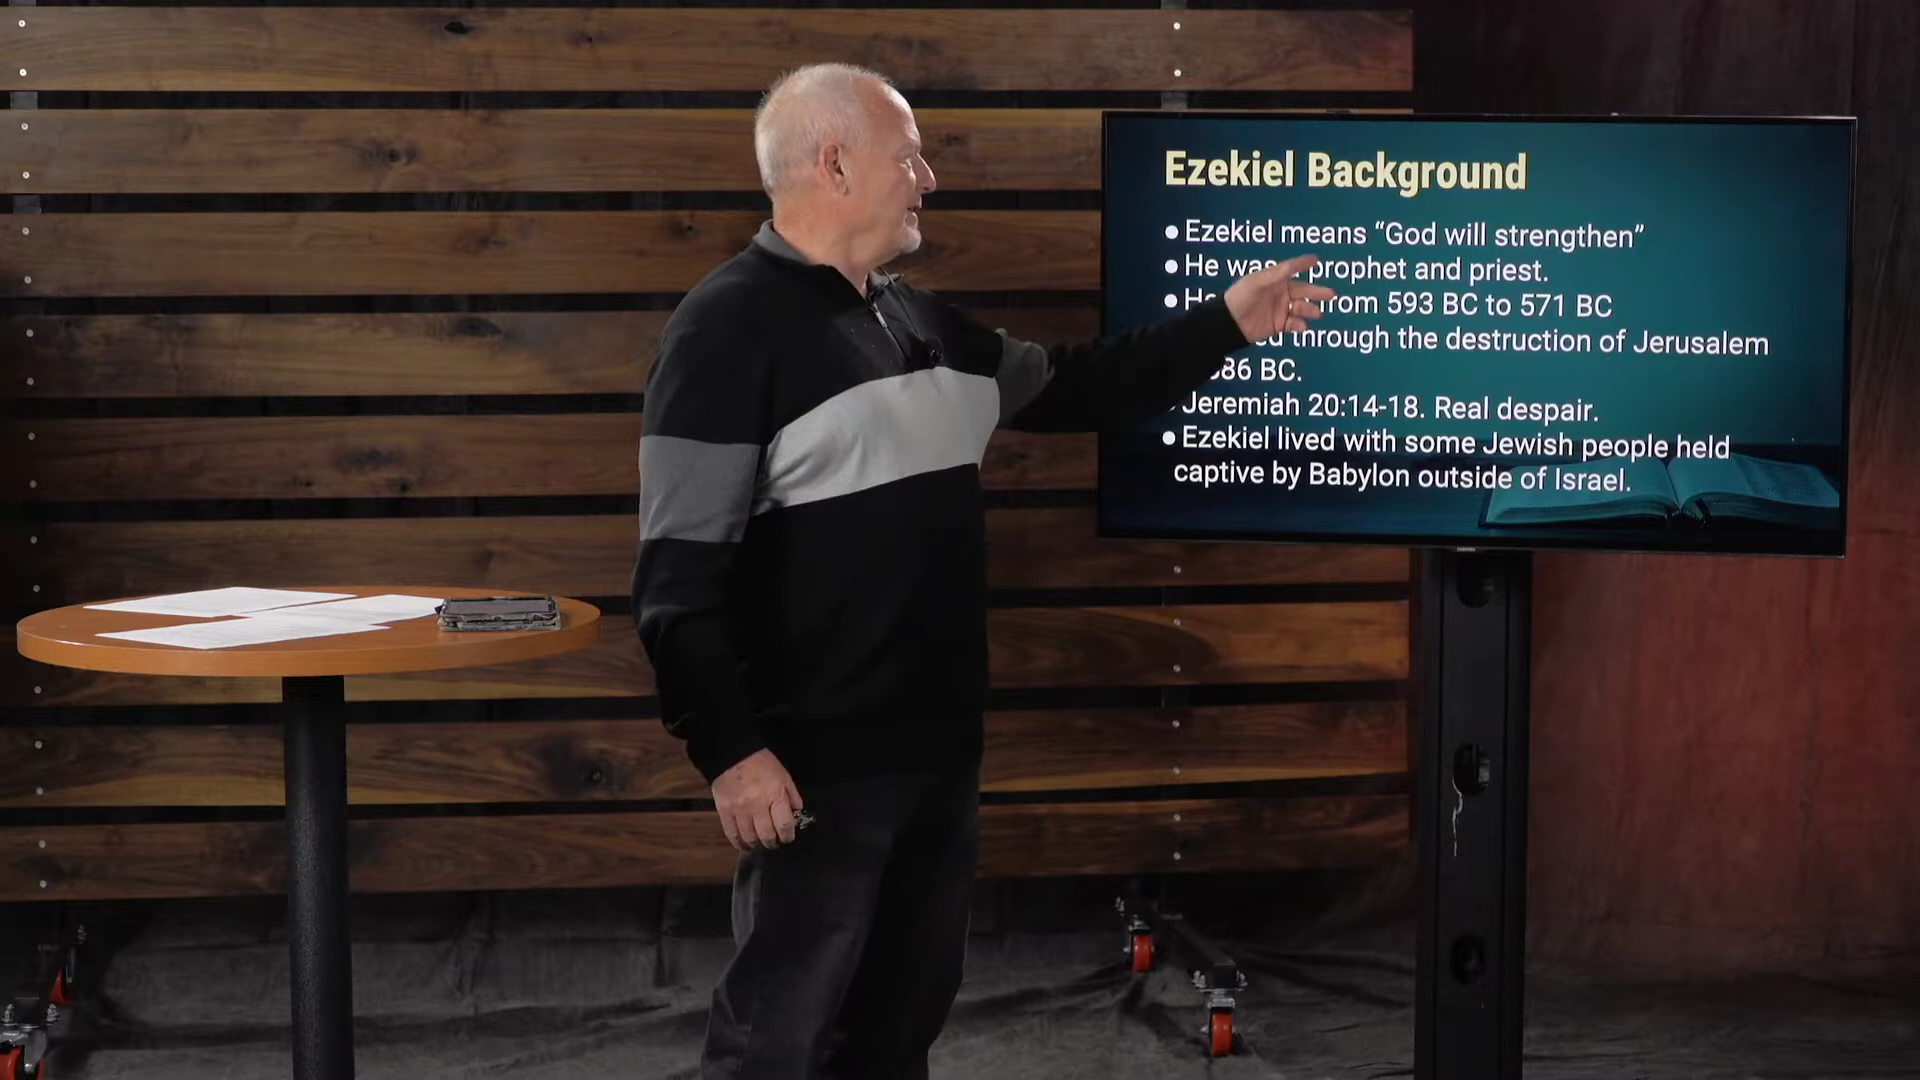 Ezekiel Background
● Ezekiel means “God will strengthen”
● He was a prophet and priest.
● from 593 BC to 571 BC
through the destruction of Jerusalem
BC.
Jeremiah 20:14-18. Real despair.
● Ezekiel lived with some Jewish people held
captive by Babylon outside of Israel.